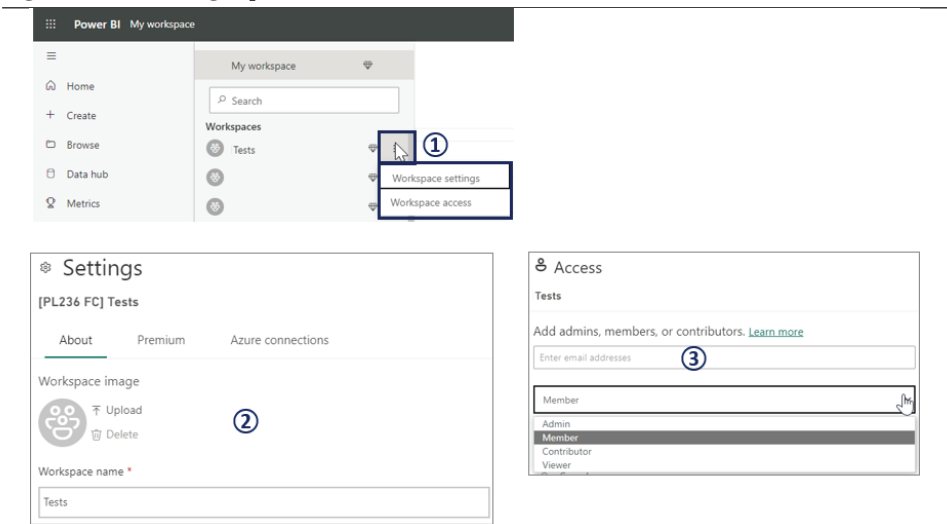 Power BI My workspace
My workspace
Home
Search
Create
Workspaces
Browse
Tests
①
Data hub
Workspace settings
Metrics
Workspace access
Settings
[PL236 FC] Tests
About Premium Azure connections
Workspace image
Upload
②
Delete
Workspace name *
Tests
Access
Tests
Add admins, members, or contributors. Learn more
Enter email addresses
③
Member
Admin
Member
Contributor
Viewer